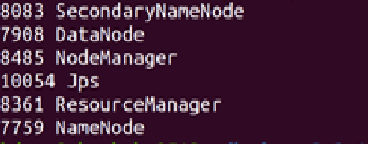 8083 SecondaryNameNode
7908 DataNode
8485 NodeManager
10054 Jps
8361 ResourceManager
7759 NameNode